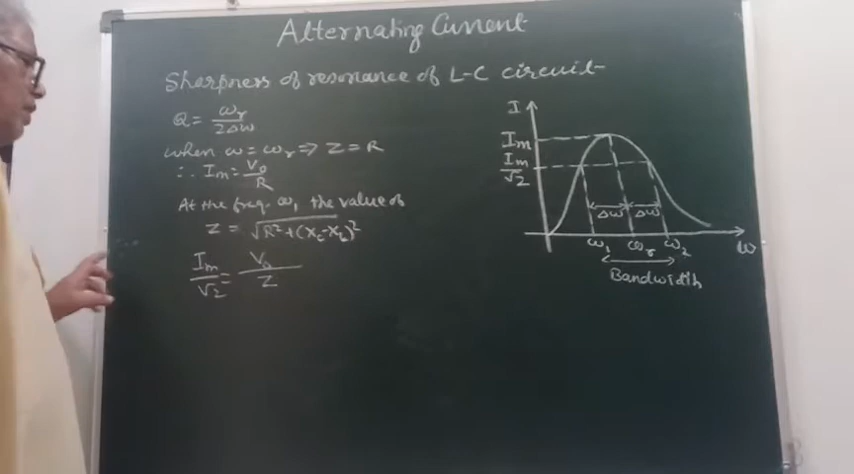 Alternating Current
Sharpness of resonance of L-C circuit
Q = ωr/2Δω
when ω = ωr ⇒ Z = R
∴ Im = V₀/R
At the freq. ω₁ the value of
Z = √R²+(Xc-XL)²
Im/√2 = V₀/Z
I
Im
Im/√2
Δω Δω
ω₁ ωr ω₂ ω
Bandwidth